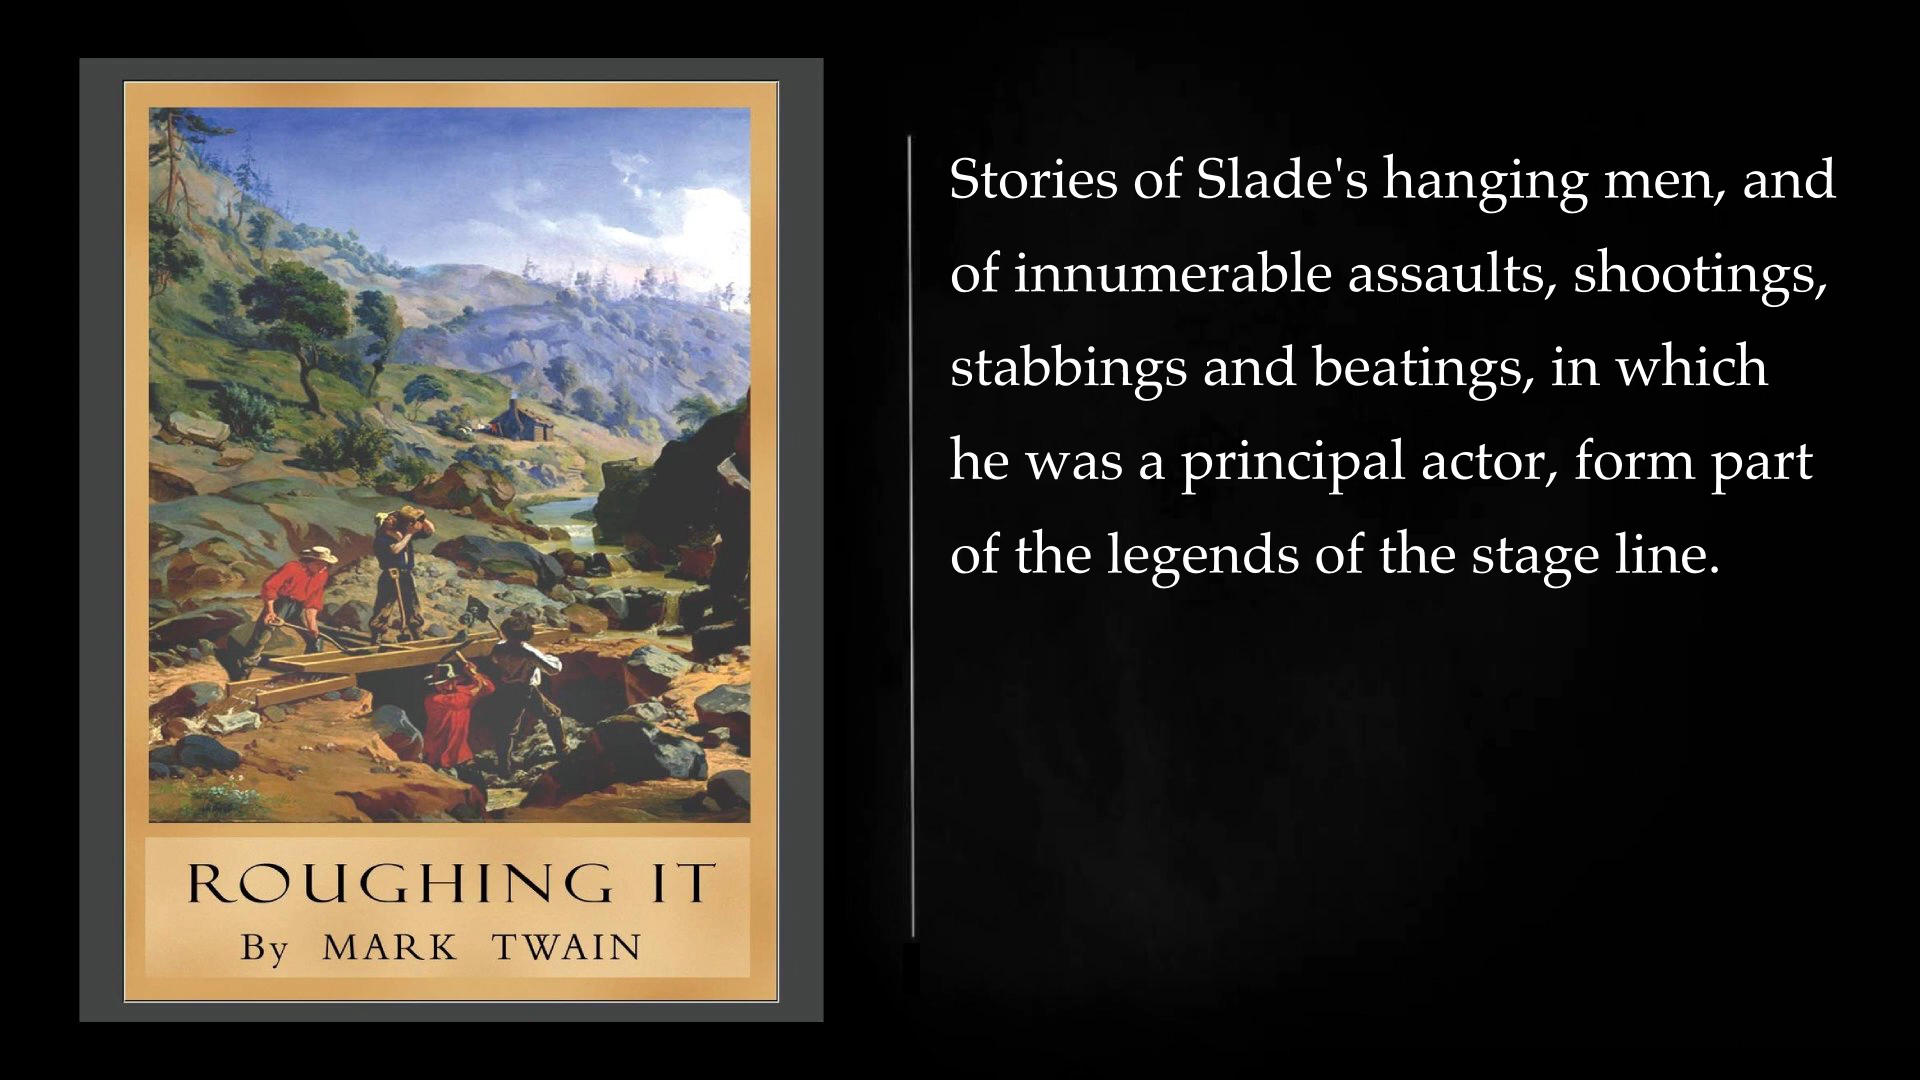 ROUGHING IT
By MARK TWAIN
Stories of Slade's hanging men, and
of innumerable assaults, shootings,
stabbings and beatings, in which
he was a principal actor, form part
of the legends of the stage line.